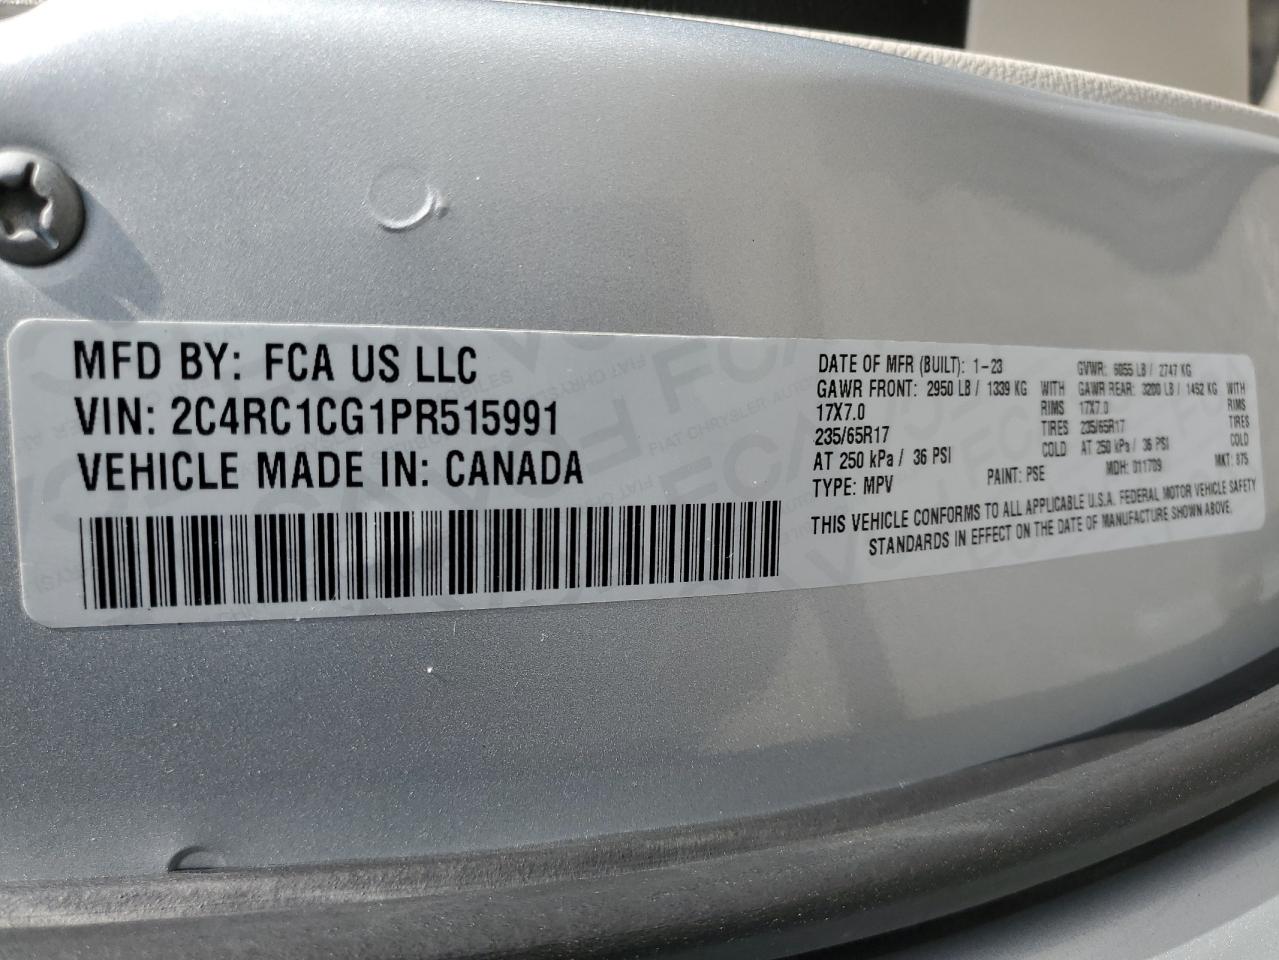 MFD BY: FCA US LLC
VIN: 2C4RC1CG1PR515991
VEHICLE MADE IN: CANADA
DATE OF MFR (BUILT): 1-23 GVWR: 6055 LB / 2747 KG
GAWR FRONT: 2950 LB / 1339 KG WITH GAWR REAR: 3200 LB / 1452 KG WITH
17X7.0 RIMS 17X7.0 RIMS
235/65R17 TIRES 235/65R17 TIRES
AT 250 kPa / 36 PSI COLD AT 250 kPa / 36 PSI COLD
TYPE: MPV PAINT: PSE MDH: 011709 MKT: 875
THIS VEHICLE CONFORMS TO ALL APPLICABLE U.S.A. FEDERAL MOTOR VEHICLE SAFETY
STANDARDS IN EFFECT ON THE DATE OF MANUFACTURE SHOWN ABOVE.